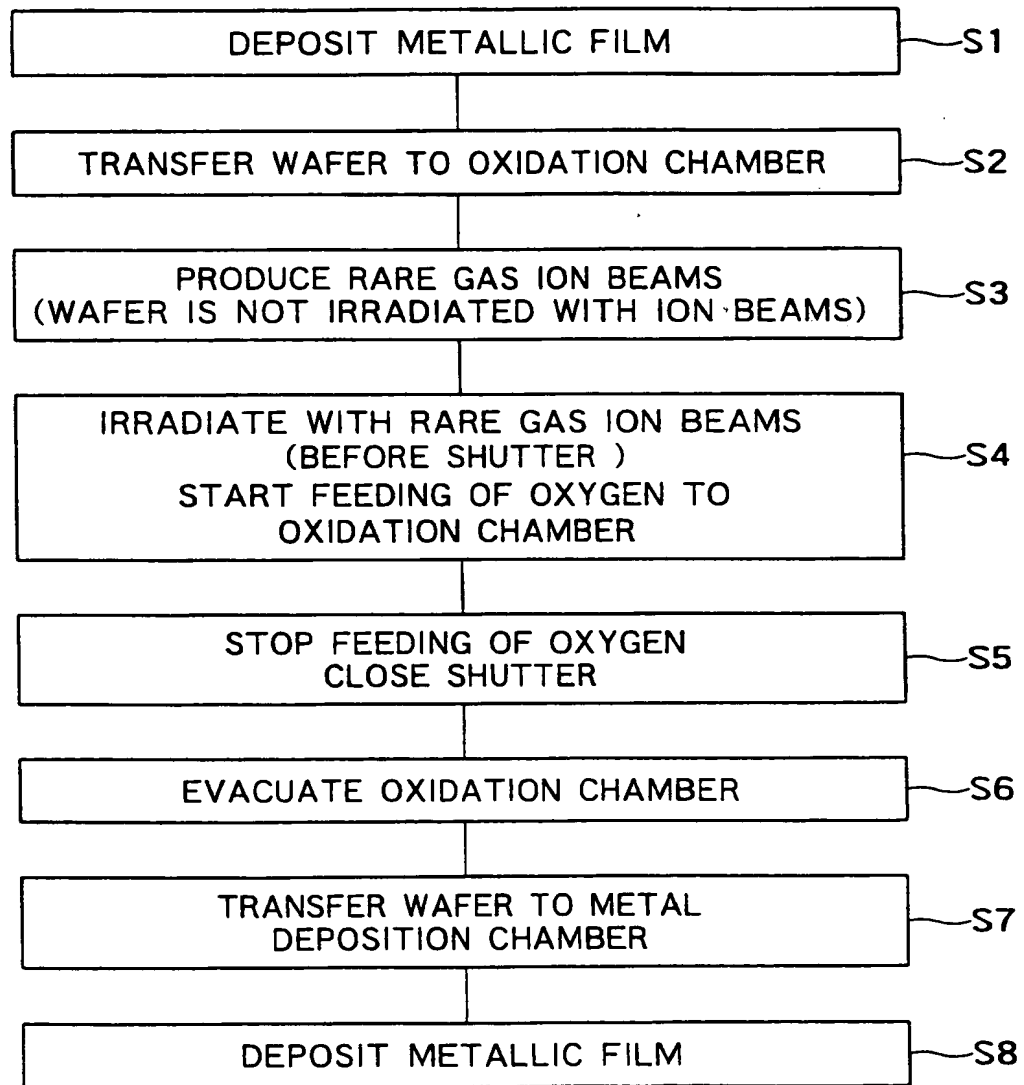 DEPOSIT METALLIC FILM S1
TRANSFER WAFER TO OXIDATION CHAMBER S2
PRODUCE RARE GAS ION BEAMS
(WAFER IS NOT IRRADIATED WITH ION BEAMS) S3
IRRADIATE WITH RARE GAS ION BEAMS
(BEFORE SHUTTER ) S4
START FEEDING OF OXYGEN TO
OXIDATION CHAMBER
STOP FEEDING OF OXYGEN
CLOSE SHUTTER S5
EVACUATE OXIDATION CHAMBER S6
TRANSFER WAFER TO METAL
DEPOSITION CHAMBER S7
DEPOSIT METALLIC FILM S8